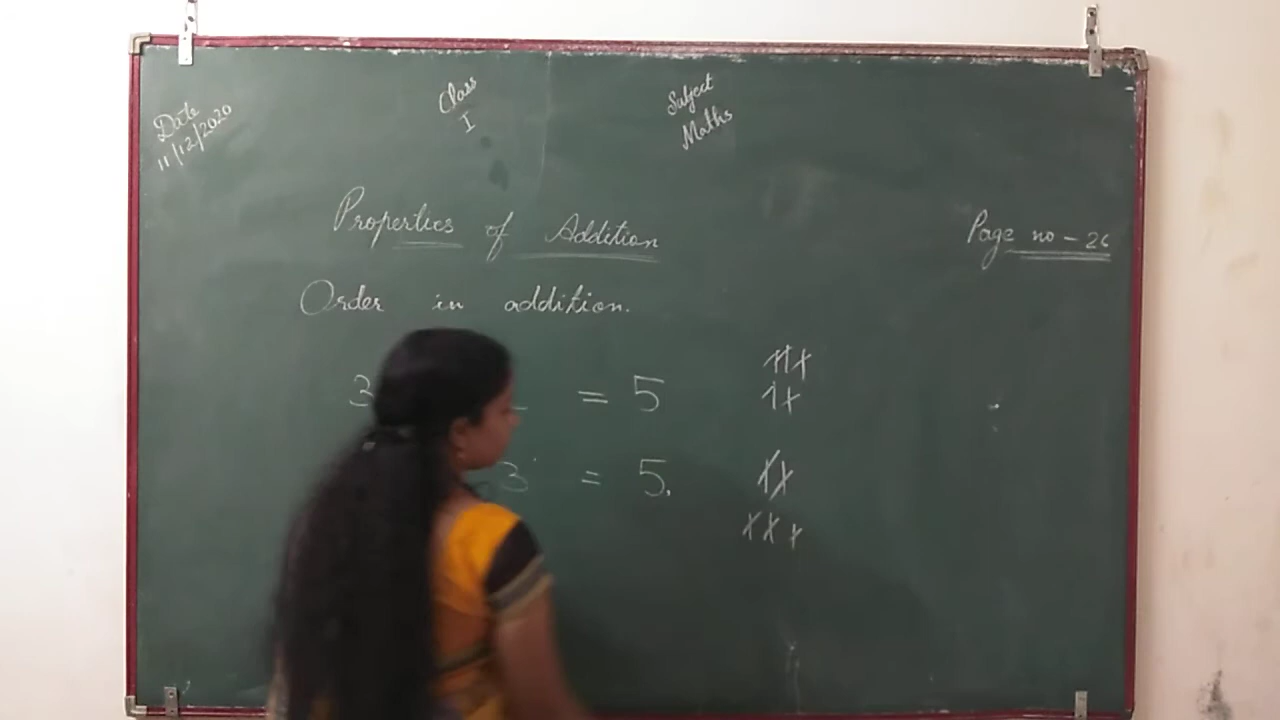 Date
11/12/2020
Class
I
Subject
Maths
Properties of Addition
Page no - 26
Order in addition.
3 = 5
3 = 5.